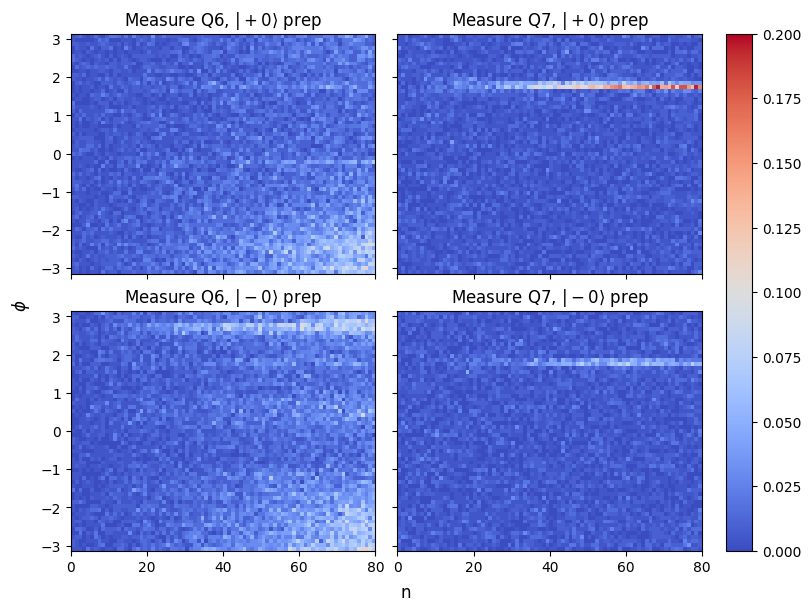 Measure Q6, |+0⟩ prep
Measure Q7, |+0⟩ prep
3
2
1
0
−1
−2
−3
0.200
0.175
0.150
0.125
0.100
0.075
0.050
0.025
0.000
ϕ
Measure Q6, |−0⟩ prep
Measure Q7, |−0⟩ prep
3
2
1
0
−1
−2
−3
0 20 40 60 80
0 20 40 60 80
n